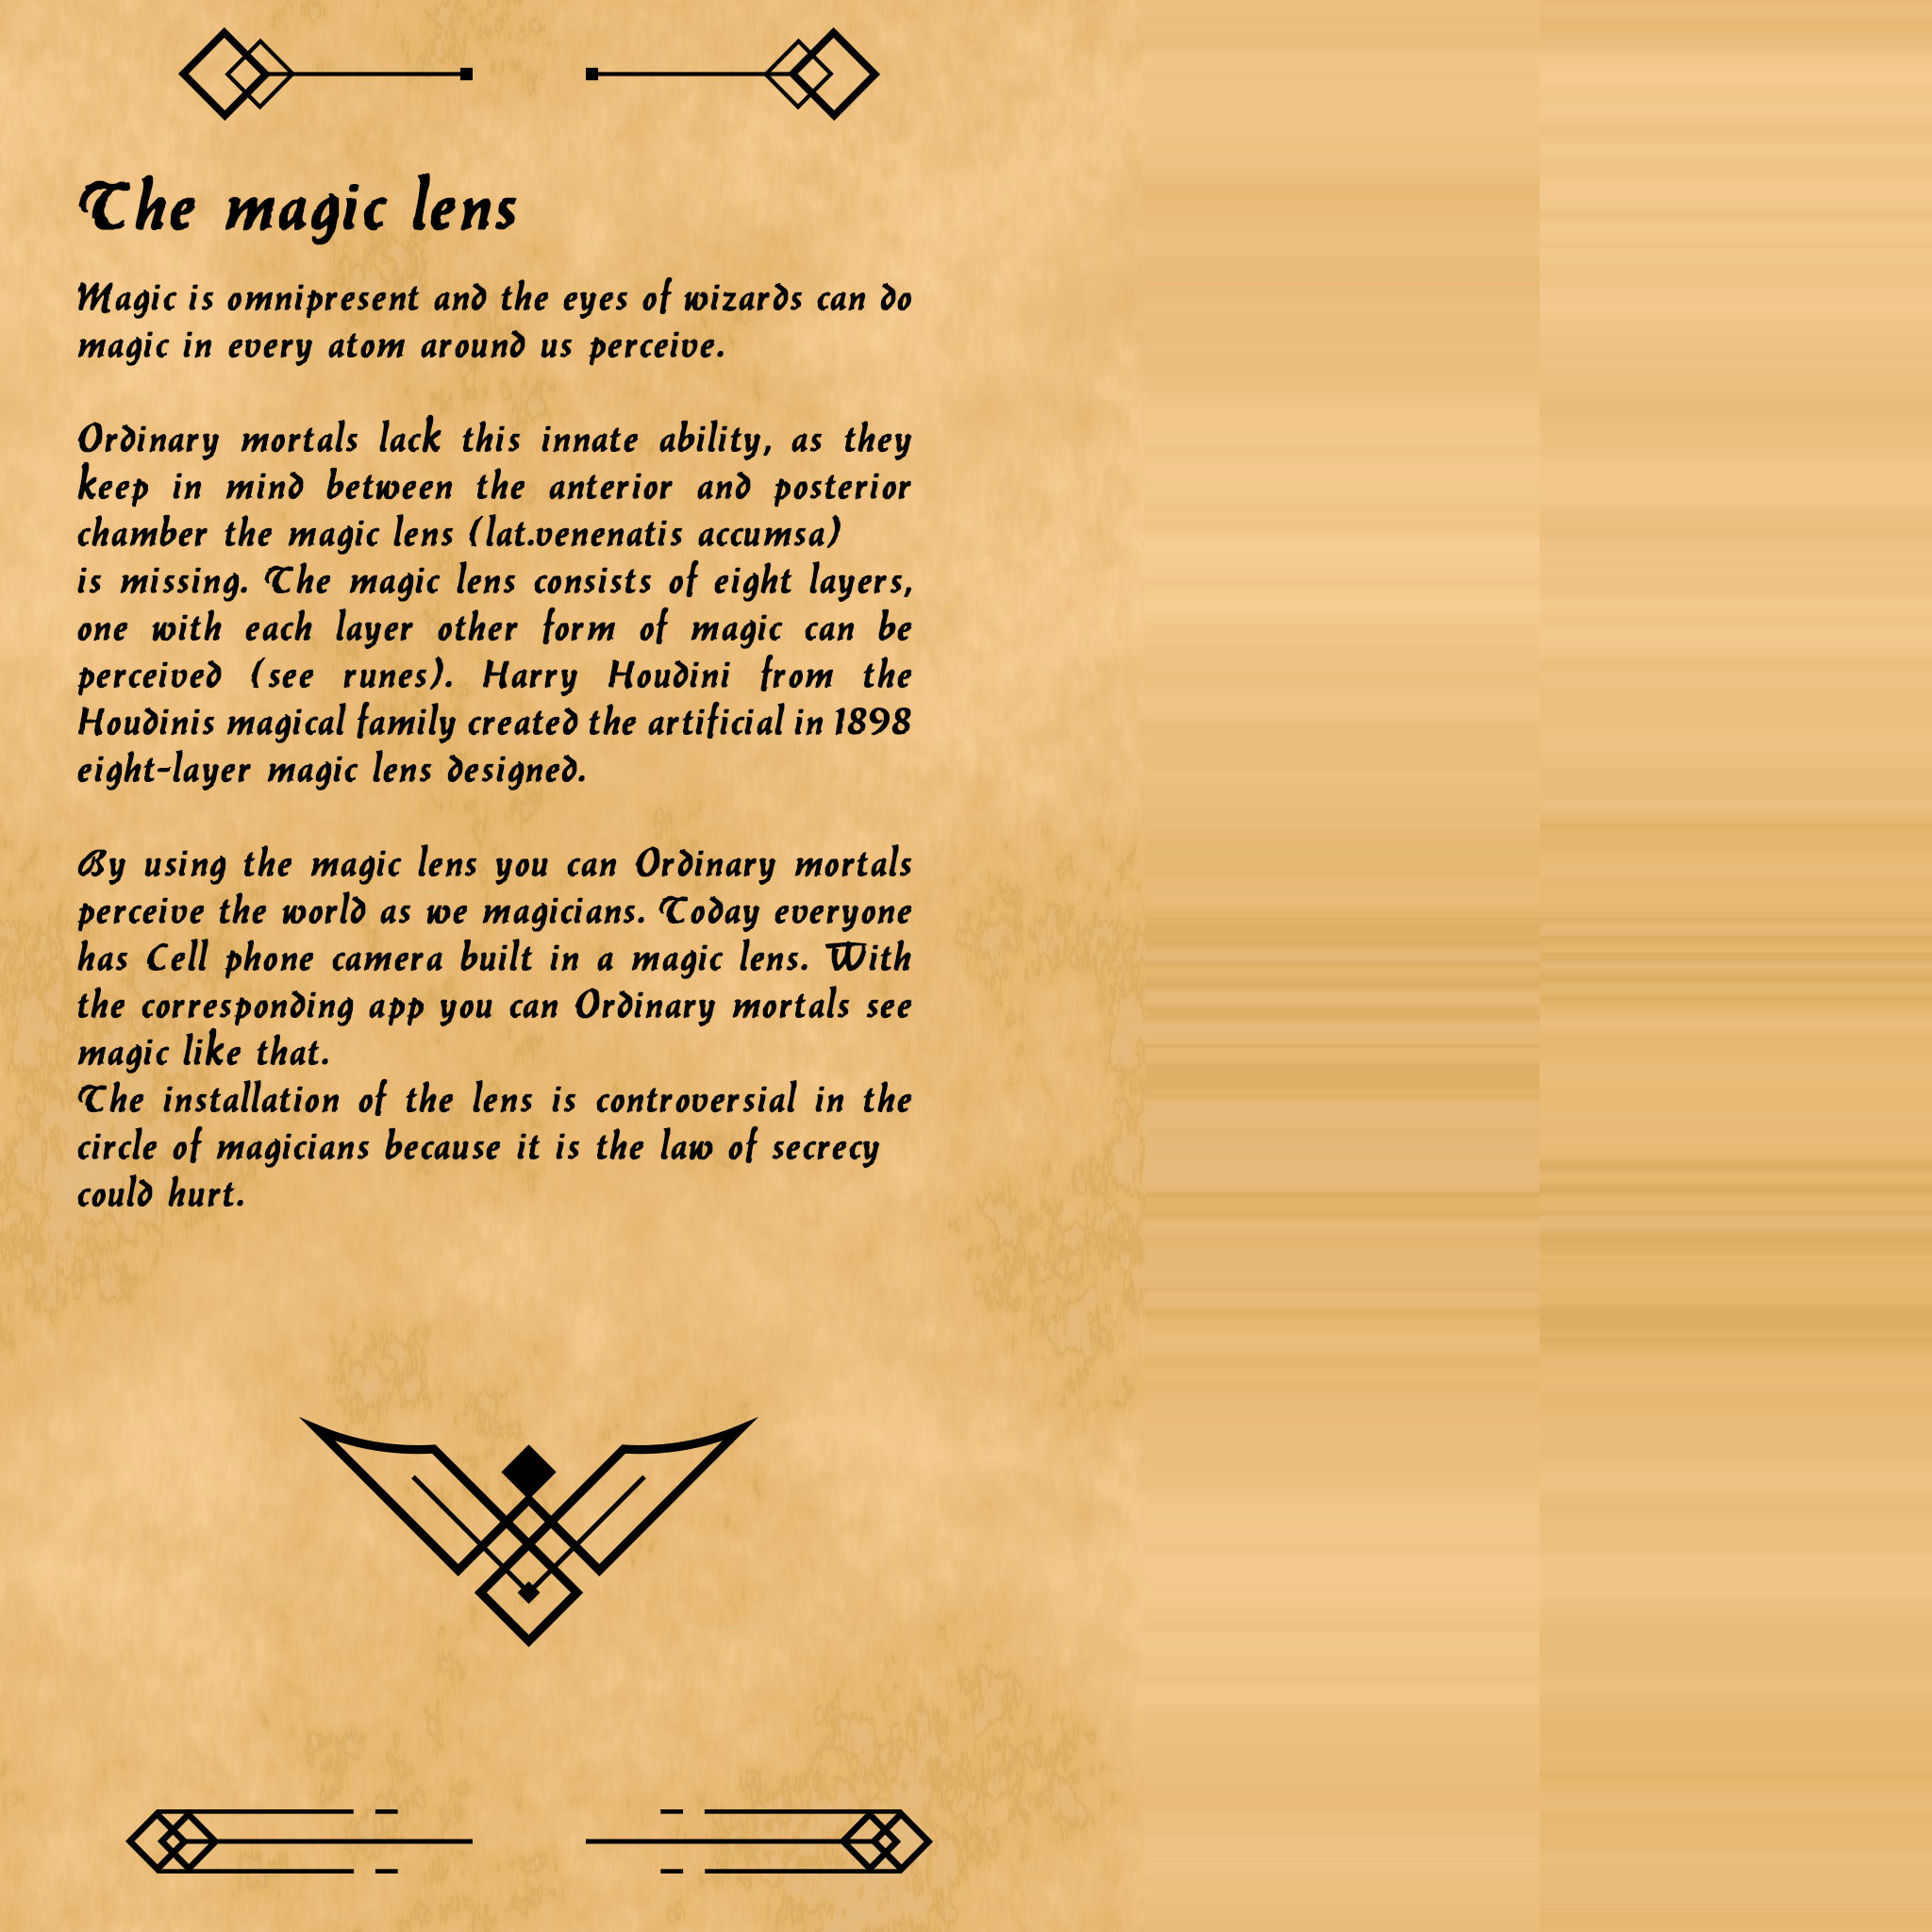 The magic lens
Magic is omnipresent and the eyes of wizards can do
magic in every atom around us perceive.
Ordinary mortals lack this innate ability, as they
keep in mind between the anterior and posterior
chamber the magic lens (lat.venenatis accumsa)
is missing. The magic lens consists of eight layers,
one with each layer other form of magic can be
perceived (see runes). Harry Houdini from the
Houdinis magical family created the artificial in 1898
eight-layer magic lens designed.
By using the magic lens you can Ordinary mortals
perceive the world as we magicians. Today everyone
has Cell phone camera built in a magic lens. With
the corresponding app you can Ordinary mortals see
magic like that.
The installation of the lens is controversial in the
circle of magicians because it is the law of secrecy
could hurt.